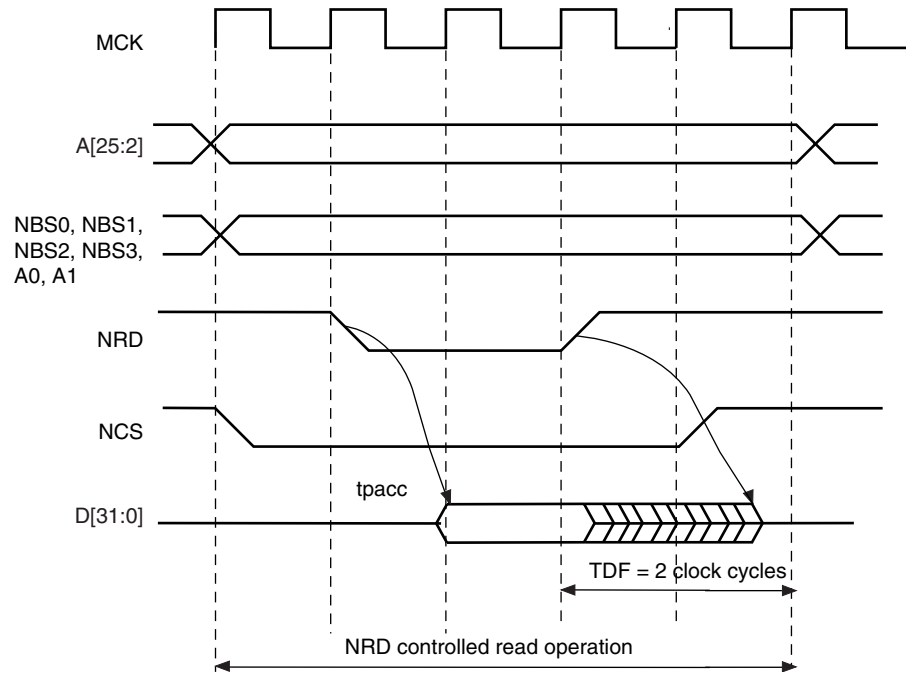 MCK
A[25:2]
NBS0, NBS1,
NBS2, NBS3,
A0, A1
NRD
NCS
tpacc
D[31:0]
TDF = 2 clock cycles
NRD controlled read operation